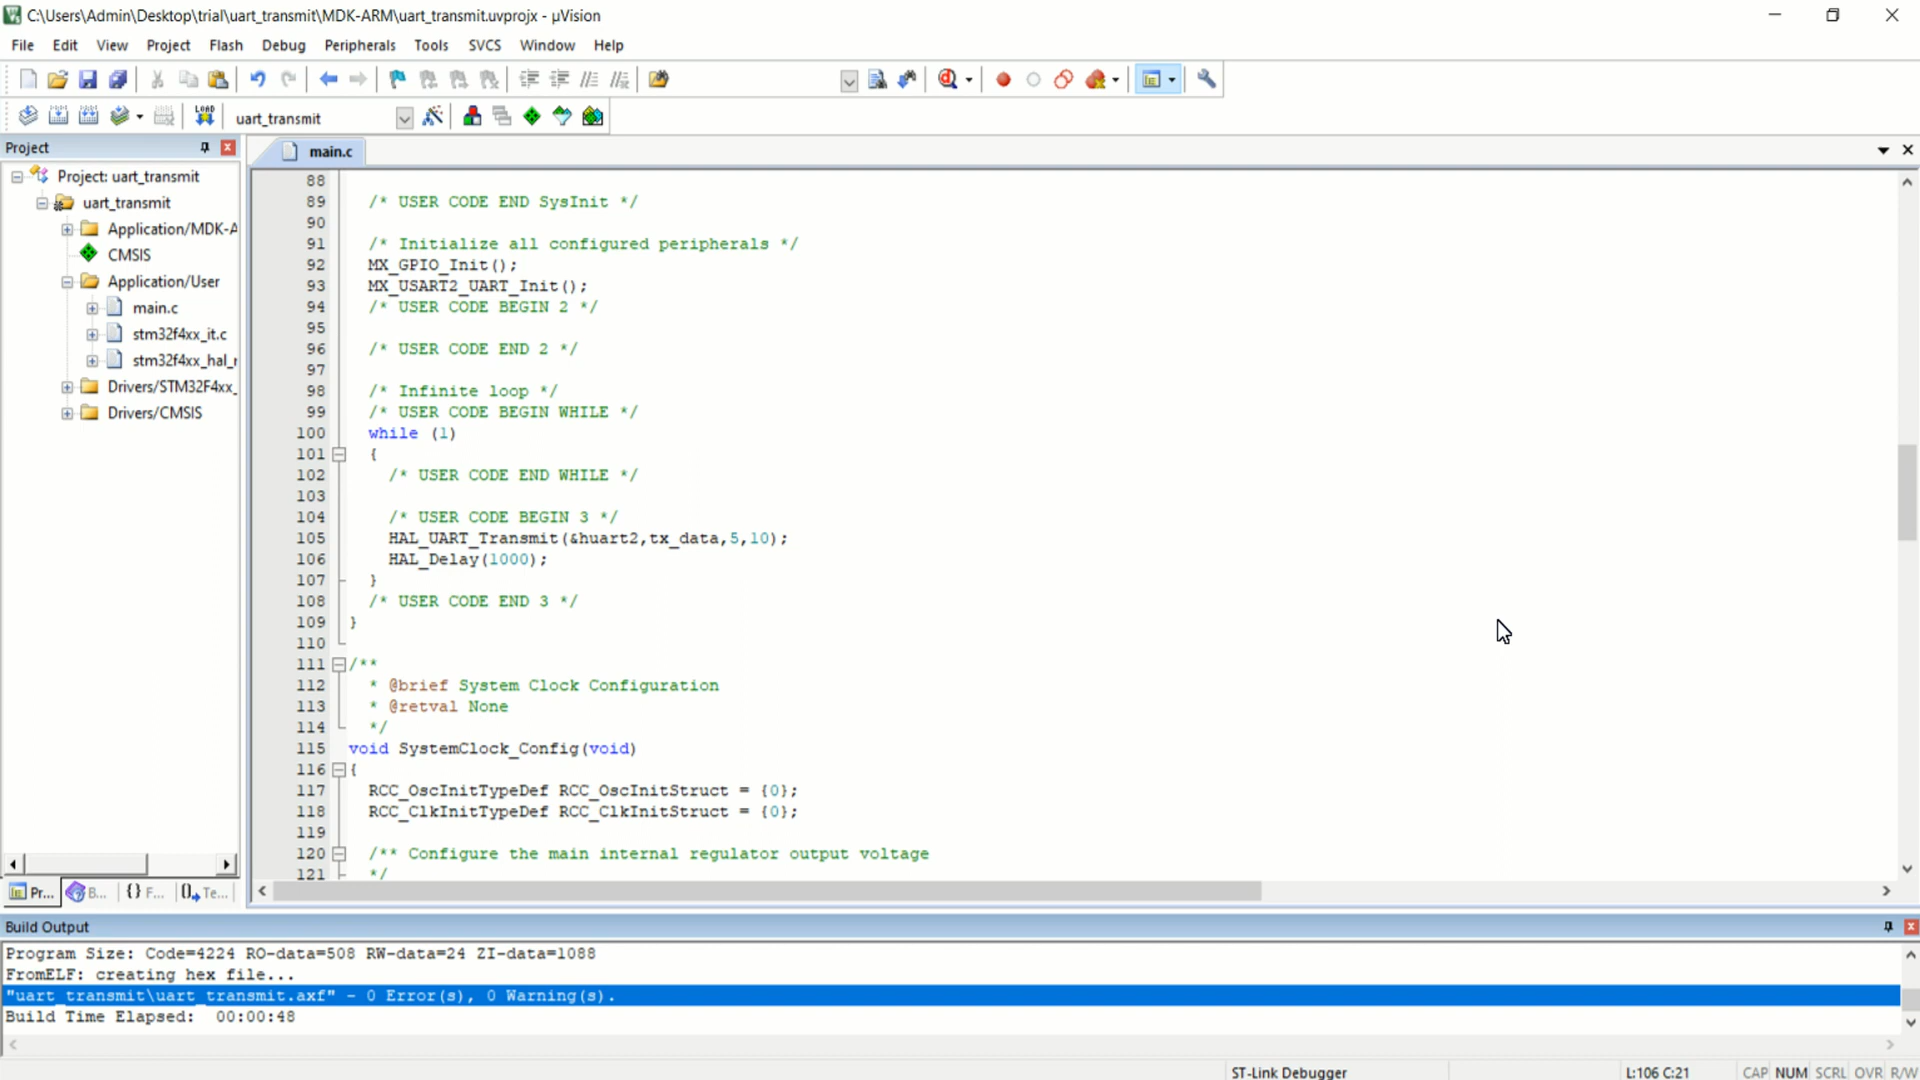 C:\Users\Admin\Desktop\trial\uart_transmit\MDK-ARM\uart_transmit.uvprojx - µVision
File Edit View Project Flash Debug Peripherals Tools SVCS Window Help
LOAD
uart_transmit
Project
Project: uart_transmit
uart_transmit
Application/MDK-A
CMSIS
Application/User
main.c
stm32f4xx_it.c
stm32f4xx_hal_
Drivers/STM32F4xx_
Drivers/CMSIS
Pr... B... {} F... Te...
main.c
88
89 /* USER CODE END SysInit */
90
91 /* Initialize all configured peripherals */
92 MX_GPIO_Init();
93 MX_USART2_UART_Init();
94 /* USER CODE BEGIN 2 */
95
96 /* USER CODE END 2 */
97
98 /* Infinite loop */
99 /* USER CODE BEGIN WHILE */
100 while (1)
101 {
102 /* USER CODE END WHILE */
103
104 /* USER CODE BEGIN 3 */
105 HAL_UART_Transmit(&huart2,tx_data,5,10);
106 HAL_Delay(1000);
107 }
108 /* USER CODE END 3 */
109 }
110
111 /**
112 * @brief System Clock Configuration
113 * @retval None
114 */
115 void SystemClock_Config(void)
116 {
117 RCC_OscInitTypeDef RCC_OscInitStruct = {0};
118 RCC_ClkInitTypeDef RCC_ClkInitStruct = {0};
119
120 /** Configure the main internal regulator output voltage
121 */
Build Output
Program Size: Code=4224 RO-data=508 RW-data=24 ZI-data=1088
FromELF: creating hex file...
"uart_transmit\uart_transmit.axf" - 0 Error(s), 0 Warning(s).
Build Time Elapsed: 00:00:48
ST-Link Debugger L:106 C:21 CAP NUM SCRL OVR R/W